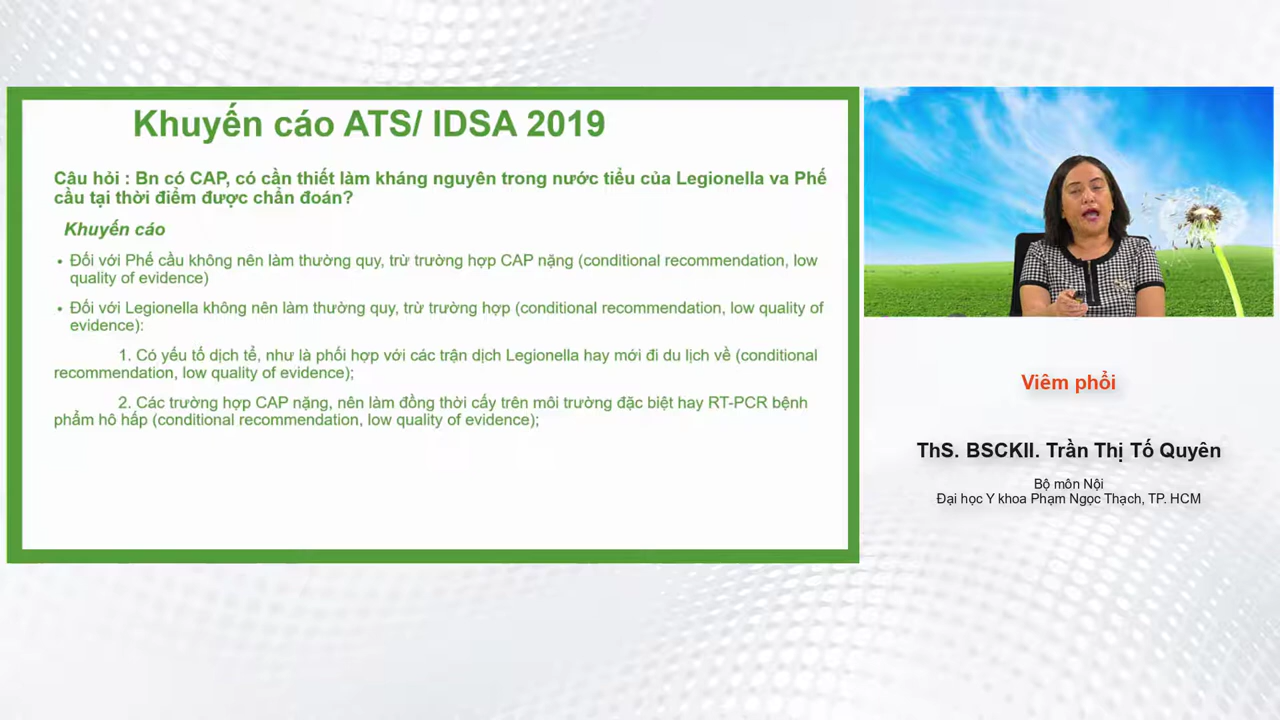 Khuyến cáo ATS/ IDSA 2019
Câu hỏi : Bn có CAP, có cần thiết làm kháng nguyên trong nước tiểu của Legionella va Phế
cầu tại thời điểm được chẩn đoán?
Khuyến cáo
• Đối với Phế cầu không nên làm thường quy, trừ trường hợp CAP nặng (conditional recommendation, low
quality of evidence)
• Đối với Legionella không nên làm thường quy, trừ trường hợp (conditional recommendation, low quality of
evidence):
1. Có yếu tố dịch tễ, như là phối hợp với các trận dịch Legionella hay mới đi du lịch về (conditional
recommendation, low quality of evidence);
2. Các trường hợp CAP nặng, nên làm đồng thời cấy trên môi trường đặc biệt hay RT-PCR bệnh
phẩm hô hấp (conditional recommendation, low quality of evidence);
Viêm phổi
ThS. BSCKII. Trần Thị Tố Quyên
Bộ môn Nội
Đại học Y khoa Phạm Ngọc Thạch, TP. HCM